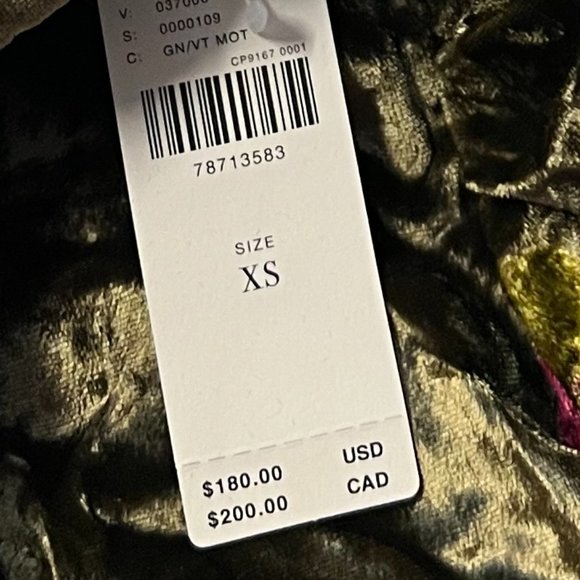 V:
S: 0000109
C: GN/VT MOT
CP9167 0001
78713583
SIZE
XS
$180.00 USD
$200.00 CAD